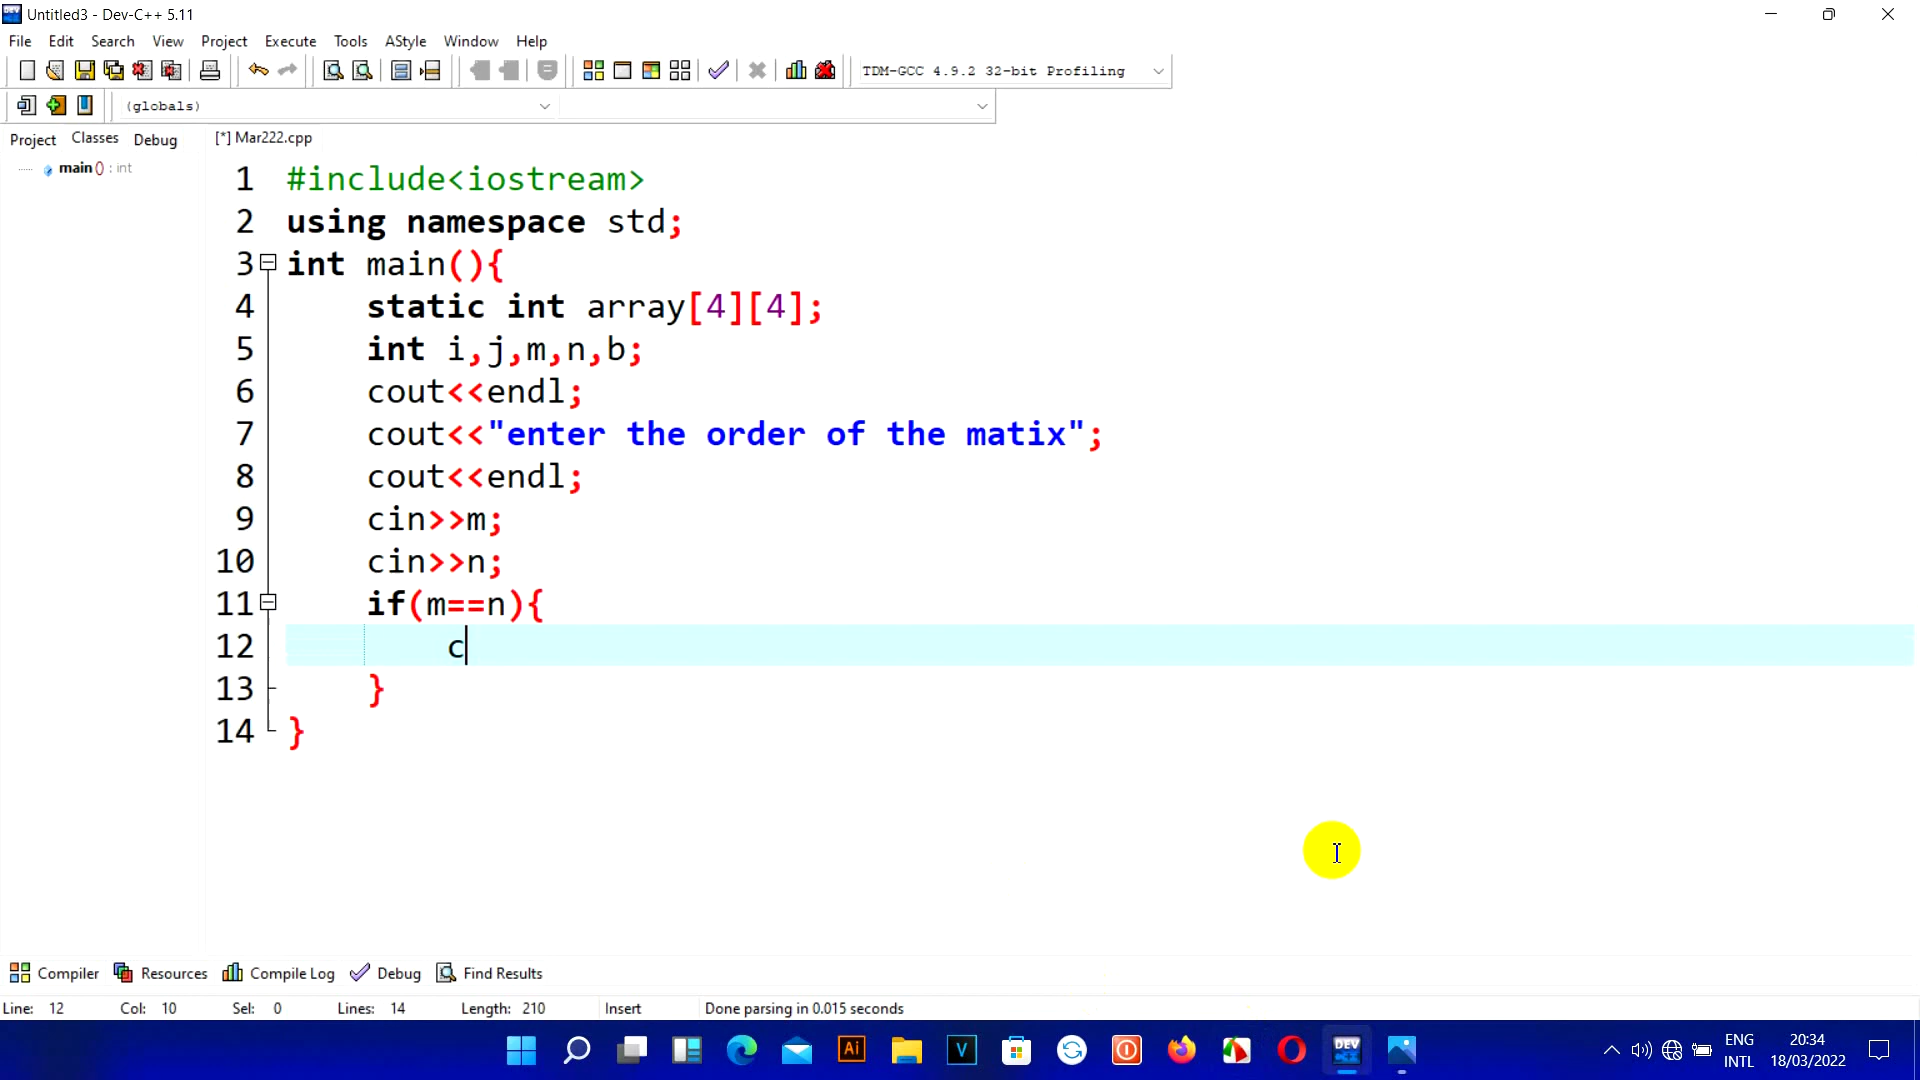 Untitled3 - Dev-C++ 5.11
File Edit Search View Project Execute Tools AStyle Window Help
TDM-GCC 4.9.2 32-bit Profiling
(globals)
Project Classes Debug [*] Mar222.cpp
main () : int
1 #include<iostream>
2 using namespace std;
3 int main(){
4 static int array[4][4];
5 int i,j,m,n,b;
6 cout<<endl;
7 cout<<"enter the order of the matix";
8 cout<<endl;
9 cin>>m;
10 cin>>n;
11 if(m==n){
12 c
13 }
14 }
Compiler Resources Compile Log Debug Find Results
Line: 12 Col: 10 Sel: 0 Lines: 14 Length: 210 Insert Done parsing in 0.015 seconds
Ai V DEV C++ ENG 20:34
INTL 18/03/2022